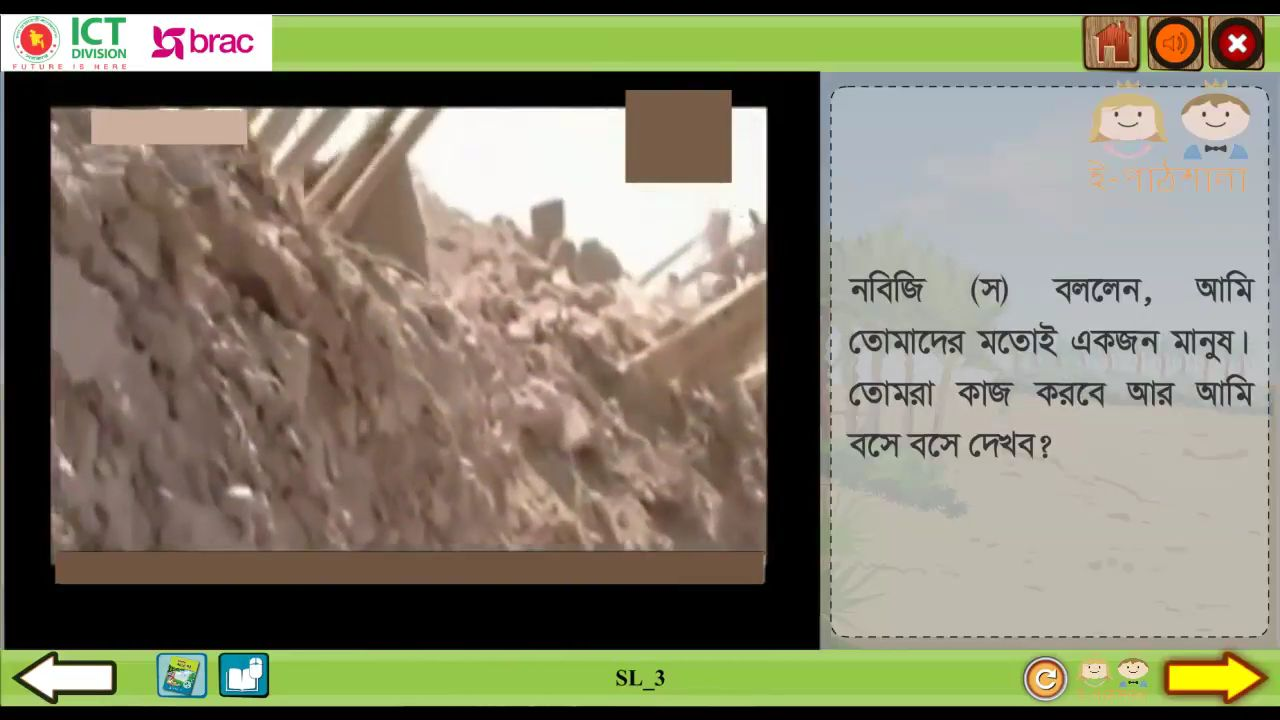 ICT
DIVISION
FUTURE IS HERE
brac
ই-পাঠশালা
নবিজি (স) বললেন, আমি
তোমাদের মতোই একজন মানুষ।
তোমরা কাজ করবে আর আমি
বসে বসে দেখব?
SL_3